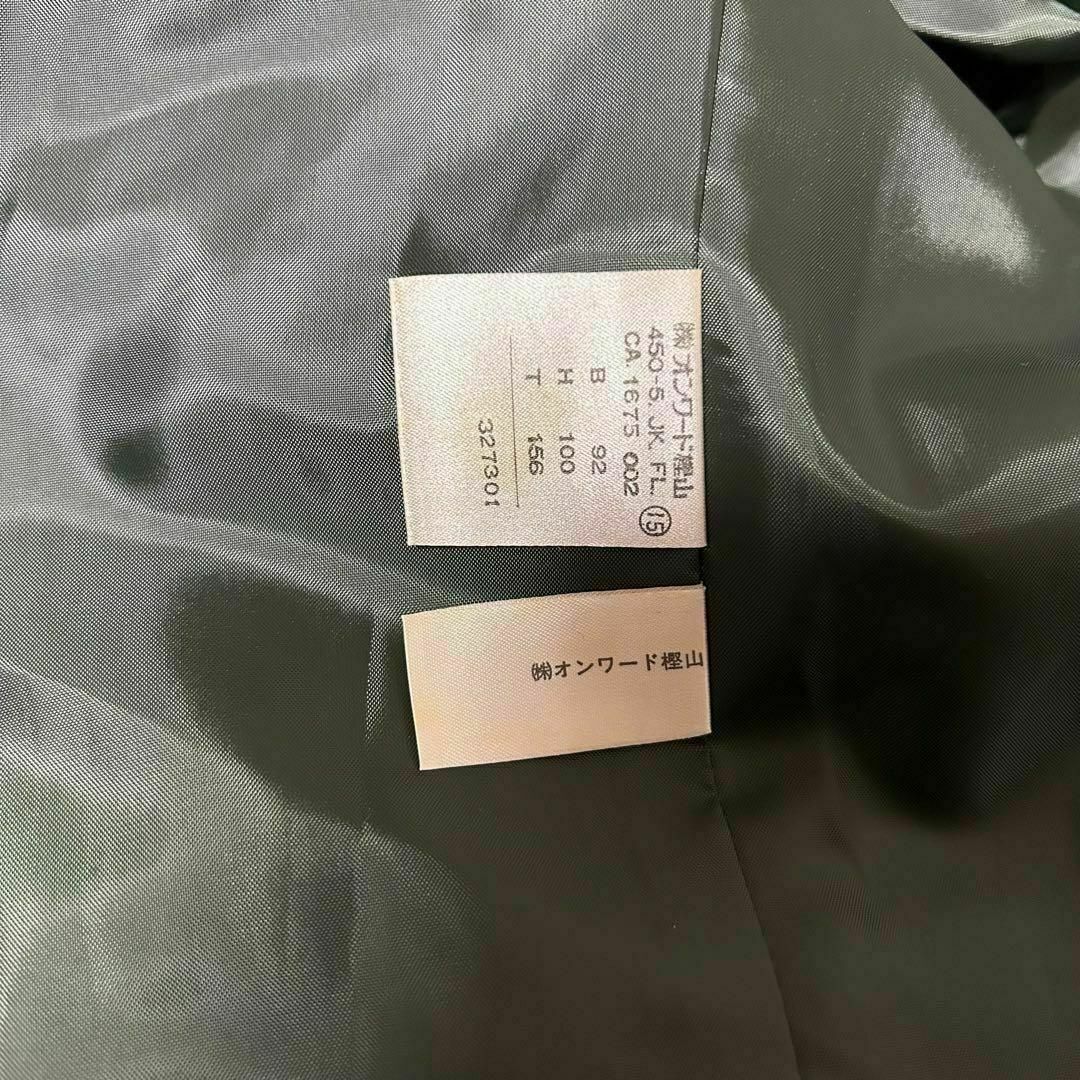 ㈱オンワード樫山
450-5.JK.FL. ⑮
CA 1675 002
B 92
H 100
T 156
327301
㈱オンワード樫山